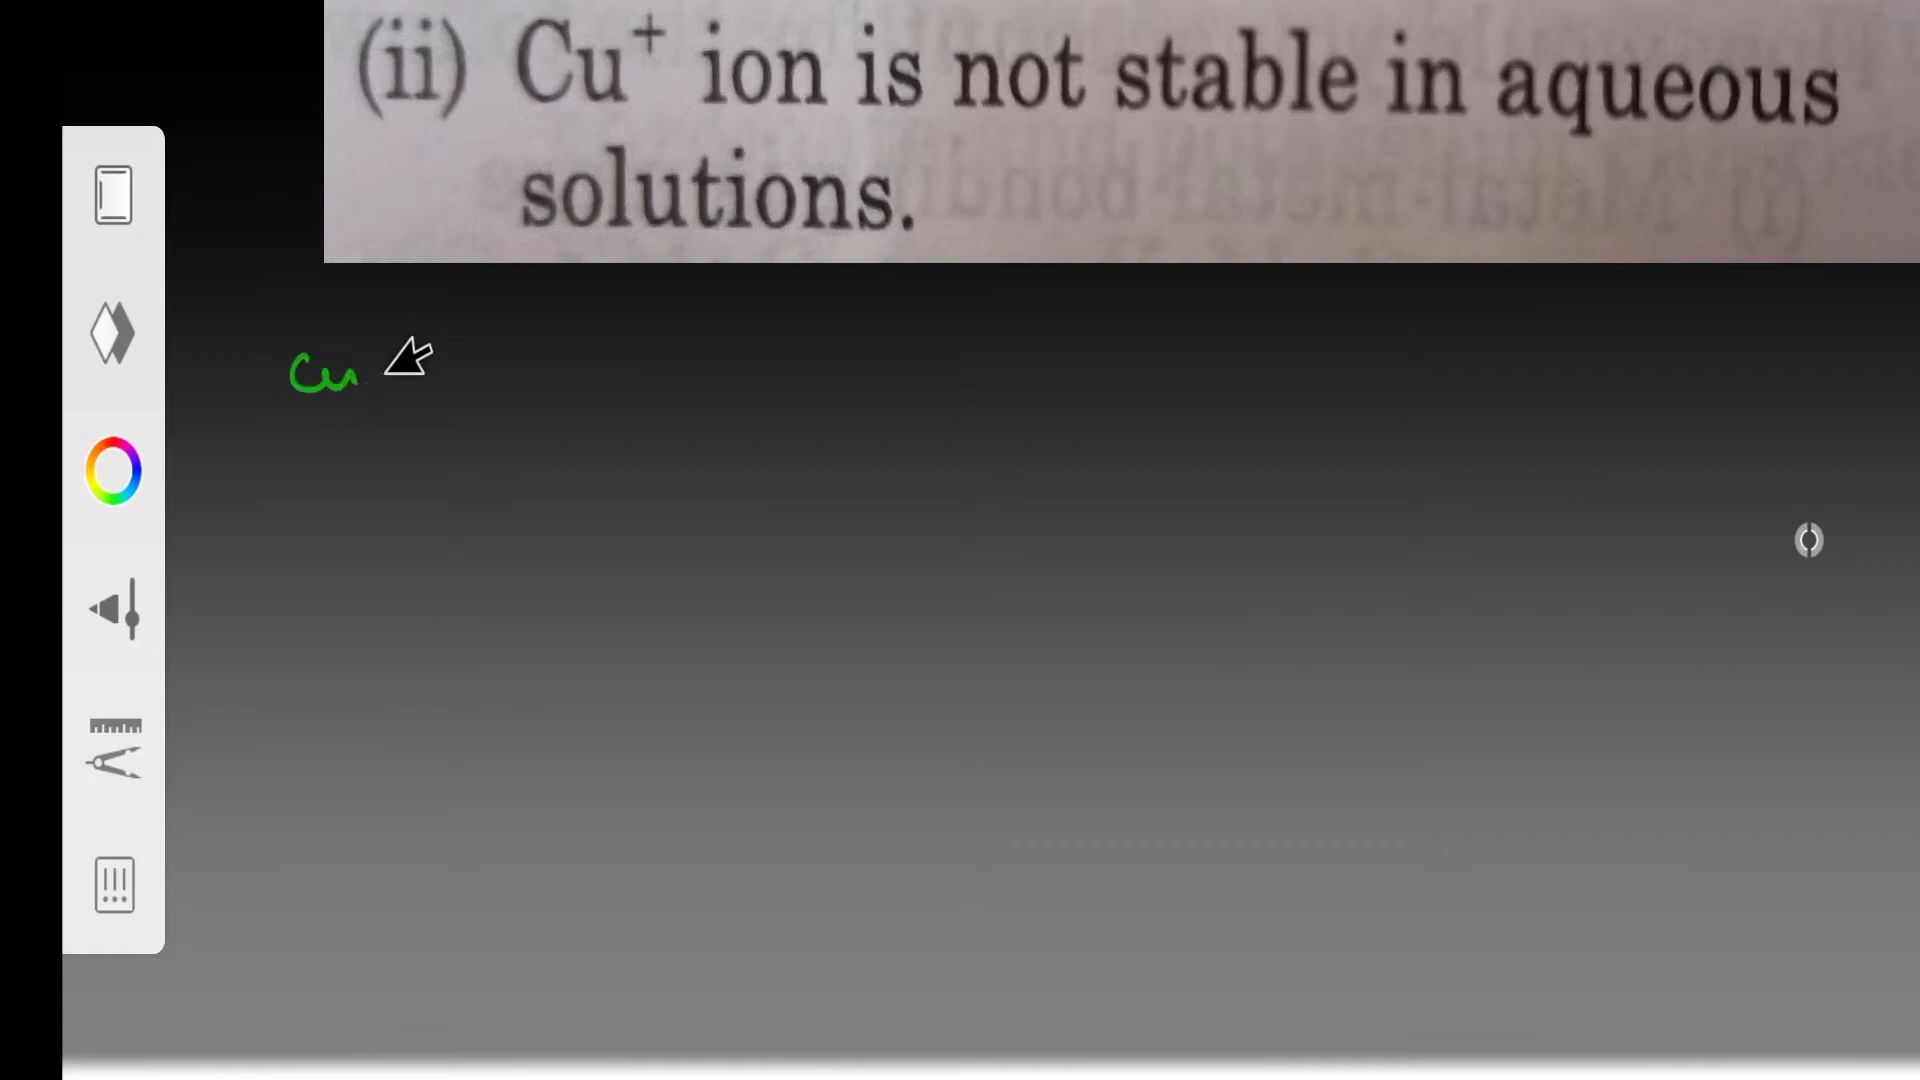 (ii) Cu⁺ ion is not stable in aqueous
solutions.
Cu